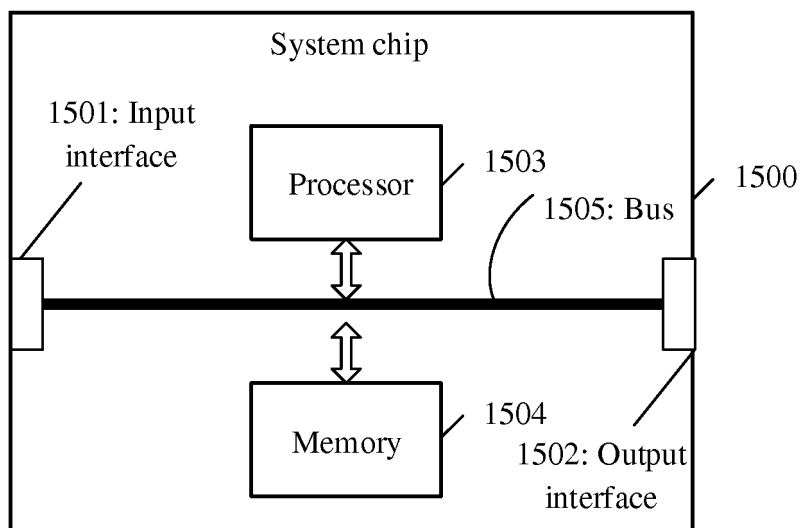 System chip
1501: Input
interface
Processor
1503
1500
1505: Bus
Memory
1504
1502: Output
interface